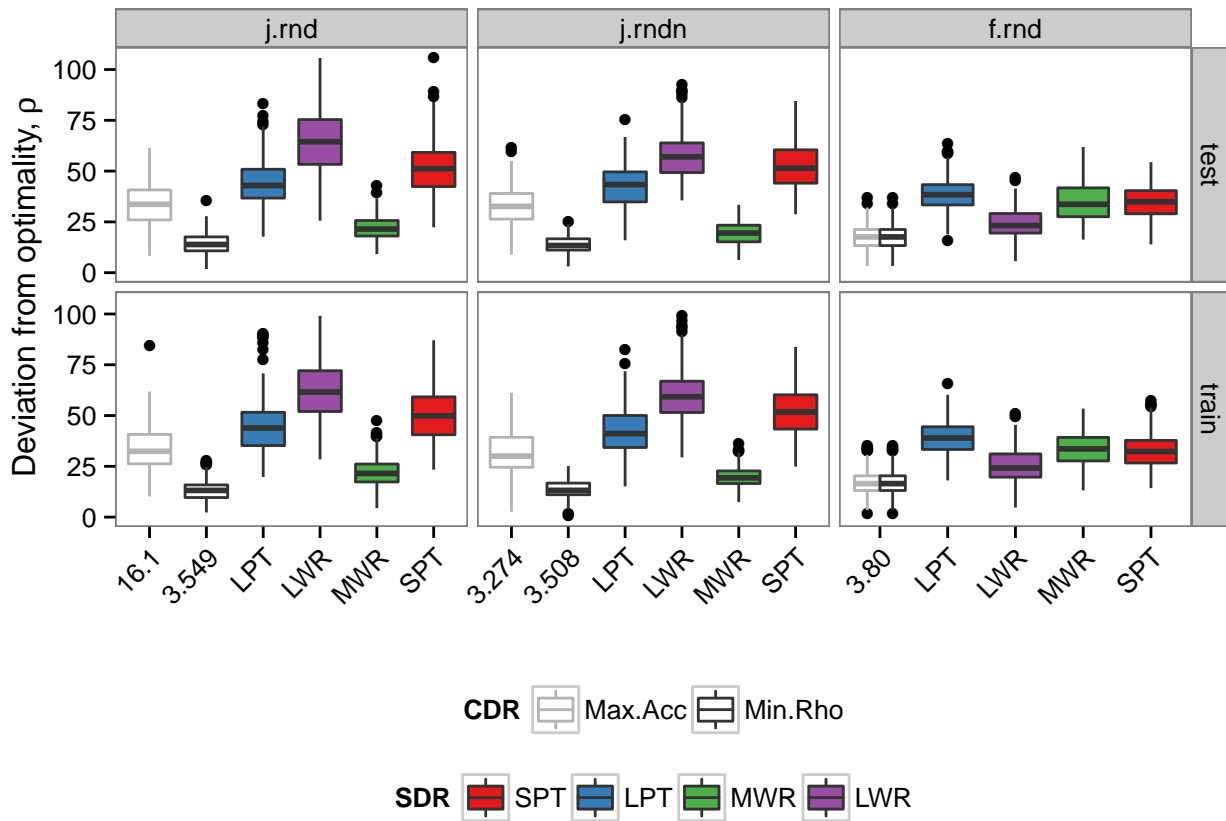 j.rnd j.rndn f.rnd
Deviation from optimality, ρ
100
75
50
25
0
test
100
75
50
25
0
train
16.1 3.549 LPT LWR MWR SPT 3.274 3.508 LPT LWR MWR SPT 3.80 LPT LWR MWR SPT
CDR Max.Acc Min.Rho
SDR SPT LPT MWR LWR